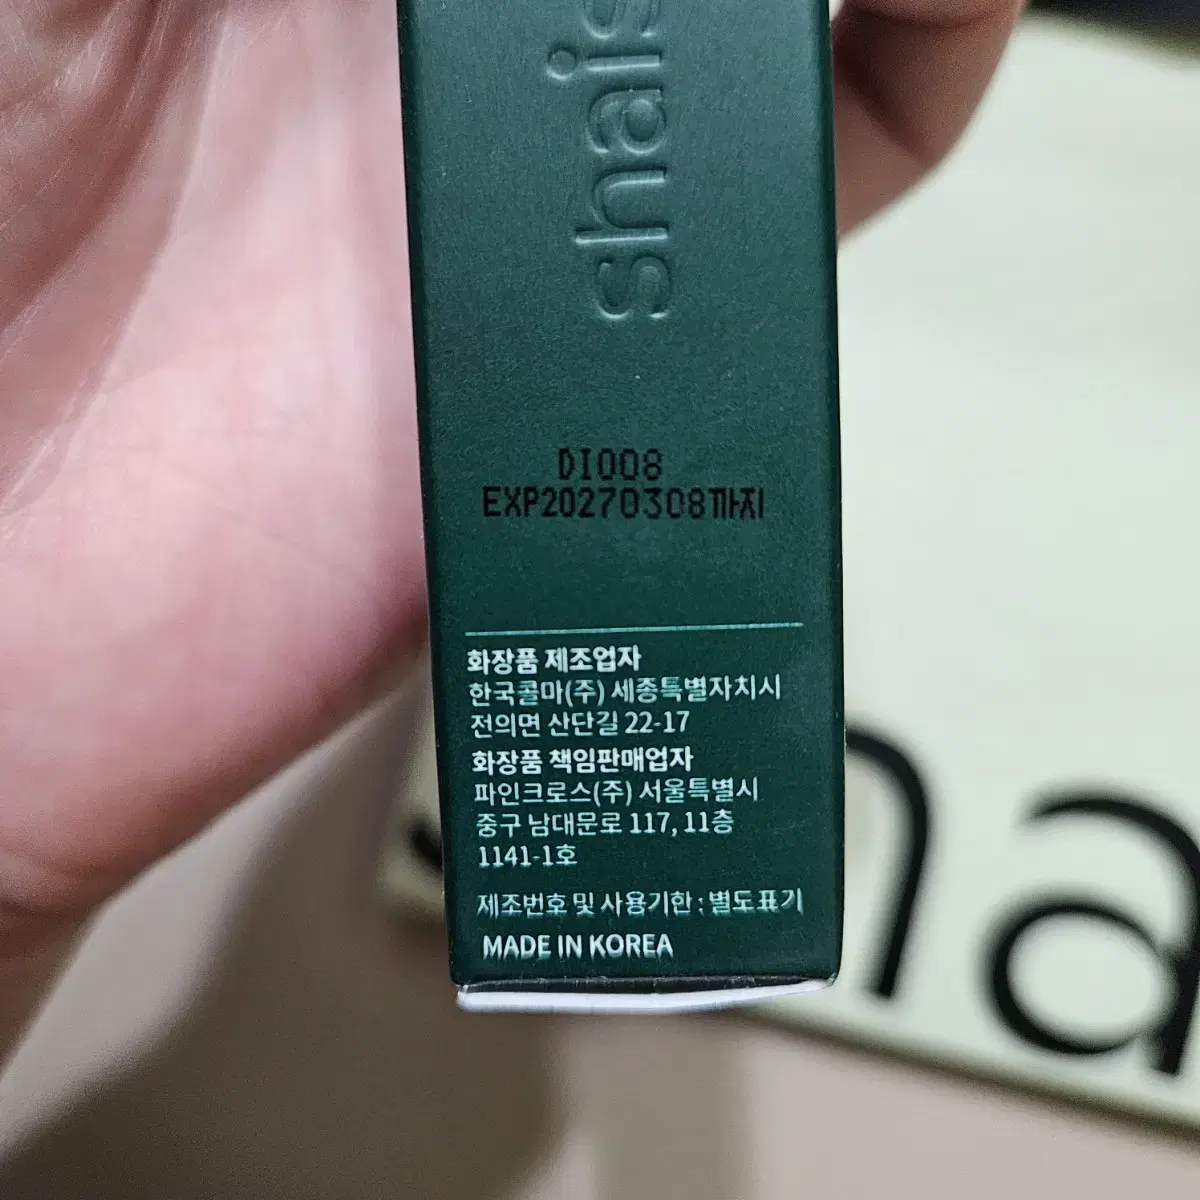 shais
DI008
EXP20270308까지
화장품 제조업자
한국콜마(주) 세종특별자치시
전의면 산단길 22-17
화장품 책임판매업자
파인크로스(주) 서울특별시
중구 남대문로 117, 11층
1141-1호
제조번호 및 사용기한 : 별도표기
MADE IN KOREA
na